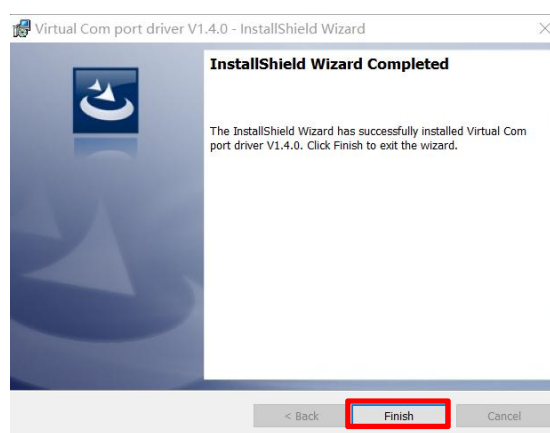 Virtual Com port driver V1.4.0 - InstallShield Wizard
InstallShield Wizard Completed
The InstallShield Wizard has successfully installed Virtual Com
port driver V1.4.0. Click Finish to exit the wizard.
< Back Finish Cancel